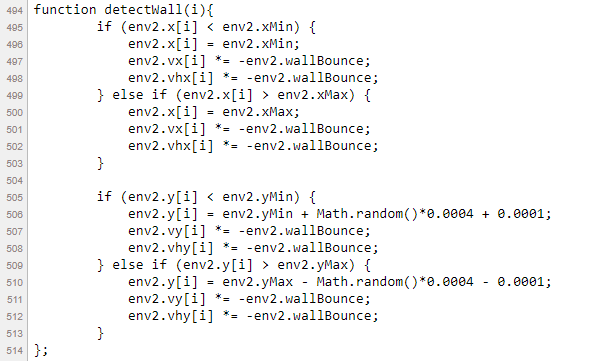 494 function detectWall(i){
495         if (env2.x[i] < env2.xMin) {
496             env2.x[i] = env2.xMin;
497             env2.vx[i] *= -env2.wallBounce;
498             env2.vhx[i] *= -env2.wallBounce;
499         } else if (env2.x[i] > env2.xMax) {
500             env2.x[i] = env2.xMax;
501             env2.vx[i] *= -env2.wallBounce;
502             env2.vhx[i] *= -env2.wallBounce;
503         }
504
505         if (env2.y[i] < env2.yMin) {
506             env2.y[i] = env2.yMin + Math.random()*0.0004 + 0.0001;
507             env2.vy[i] *= -env2.wallBounce;
508             env2.vhy[i] *= -env2.wallBounce;
509         } else if (env2.y[i] > env2.yMax) {
510             env2.y[i] = env2.yMax - Math.random()*0.0004 - 0.0001;
511             env2.vy[i] *= -env2.wallBounce;
512             env2.vhy[i] *= -env2.wallBounce;
513         }
514 };